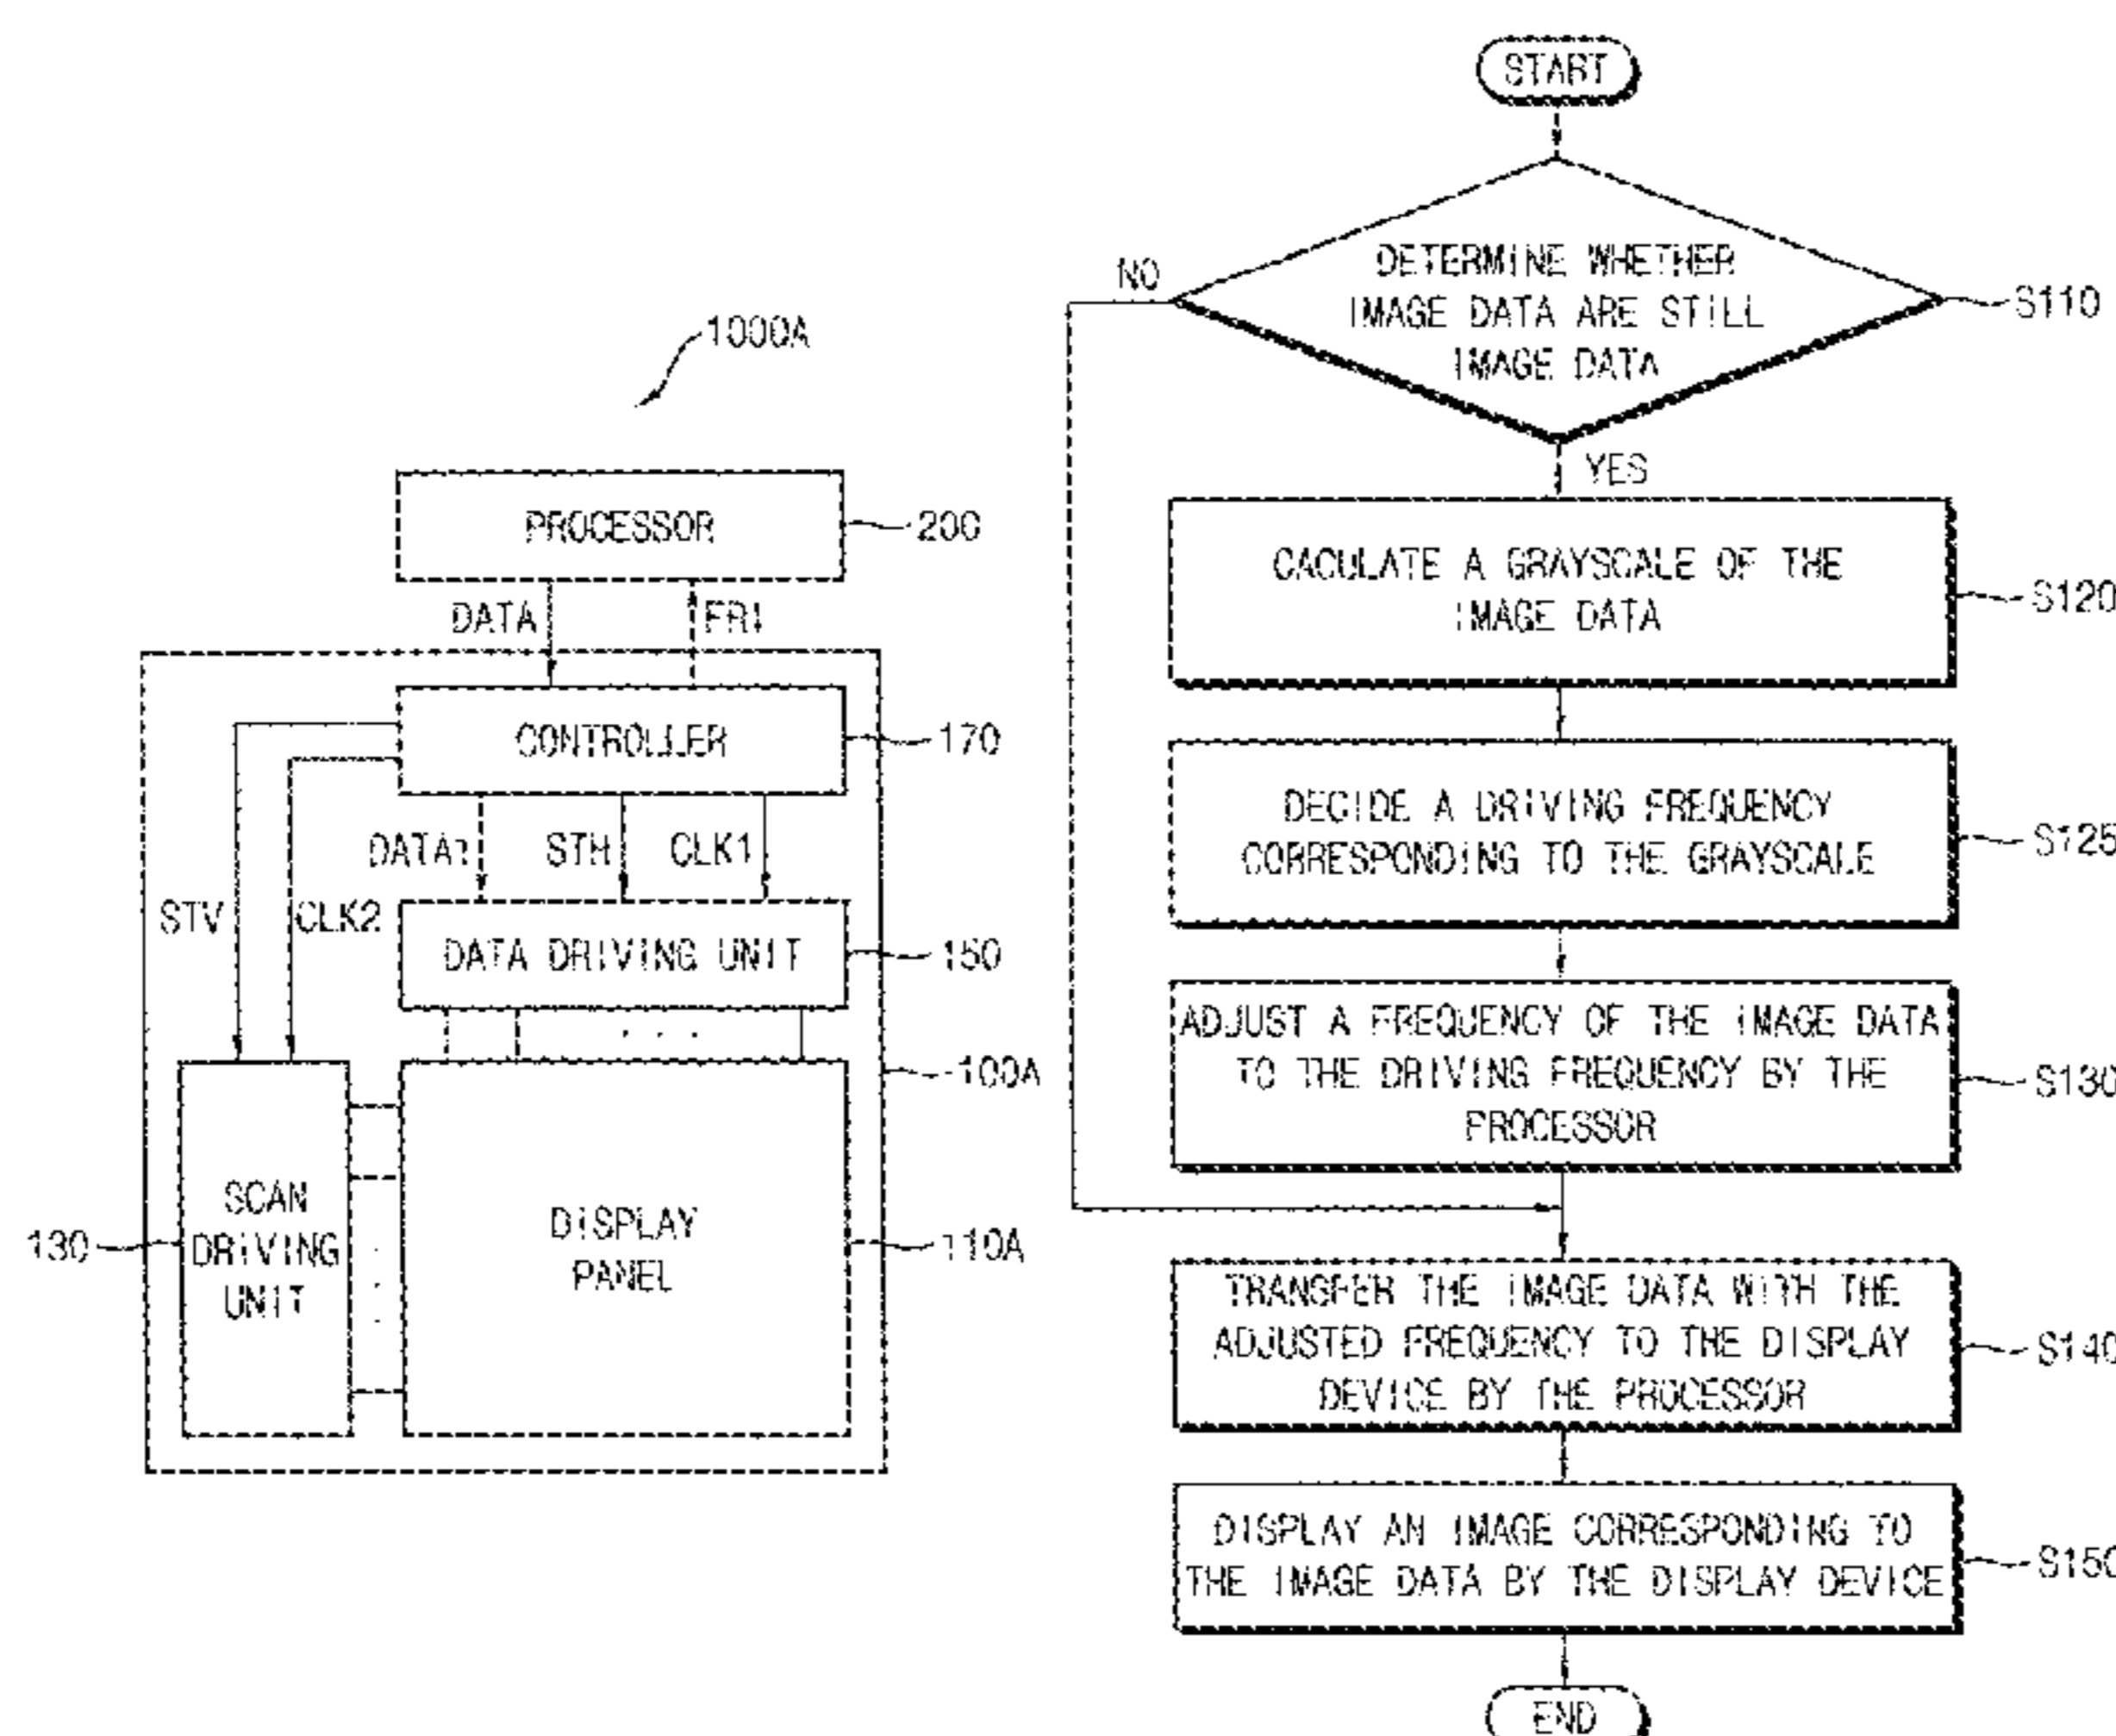 1000A
PROCESSOR
200
DATA
FRI
CONTROLLER
170
DATA1
STH
CLK1
STV
CLK2
DATA DRIVING UNIT
150
100A
SCAN
DRIVING
UNIT
130
DISPLAY
PANEL
110A
START
DETERMINE WHETHER
IMAGE DATA ARE STILL
IMAGE DATA
S110
NO
YES
CACULATE A GRAYSCALE OF THE
IMAGE DATA
S120
DECIDE A DRIVING FREQUENCY
CORRESPONDING TO THE GRAYSCALE
S125
ADJUST A FREQUENCY OF THE IMAGE DATA
TO THE DRIVING FREQUENCY BY THE
PROCESSOR
S130
TRANSFER THE IMAGE DATA WITH THE
ADJUSTED FREQUENCY TO THE DISPLAY
DEVICE BY THE PROCESSOR
S140
DISPLAY AN IMAGE CORRESPONDING TO
THE IMAGE DATA BY THE DISPLAY DEVICE
S150
END